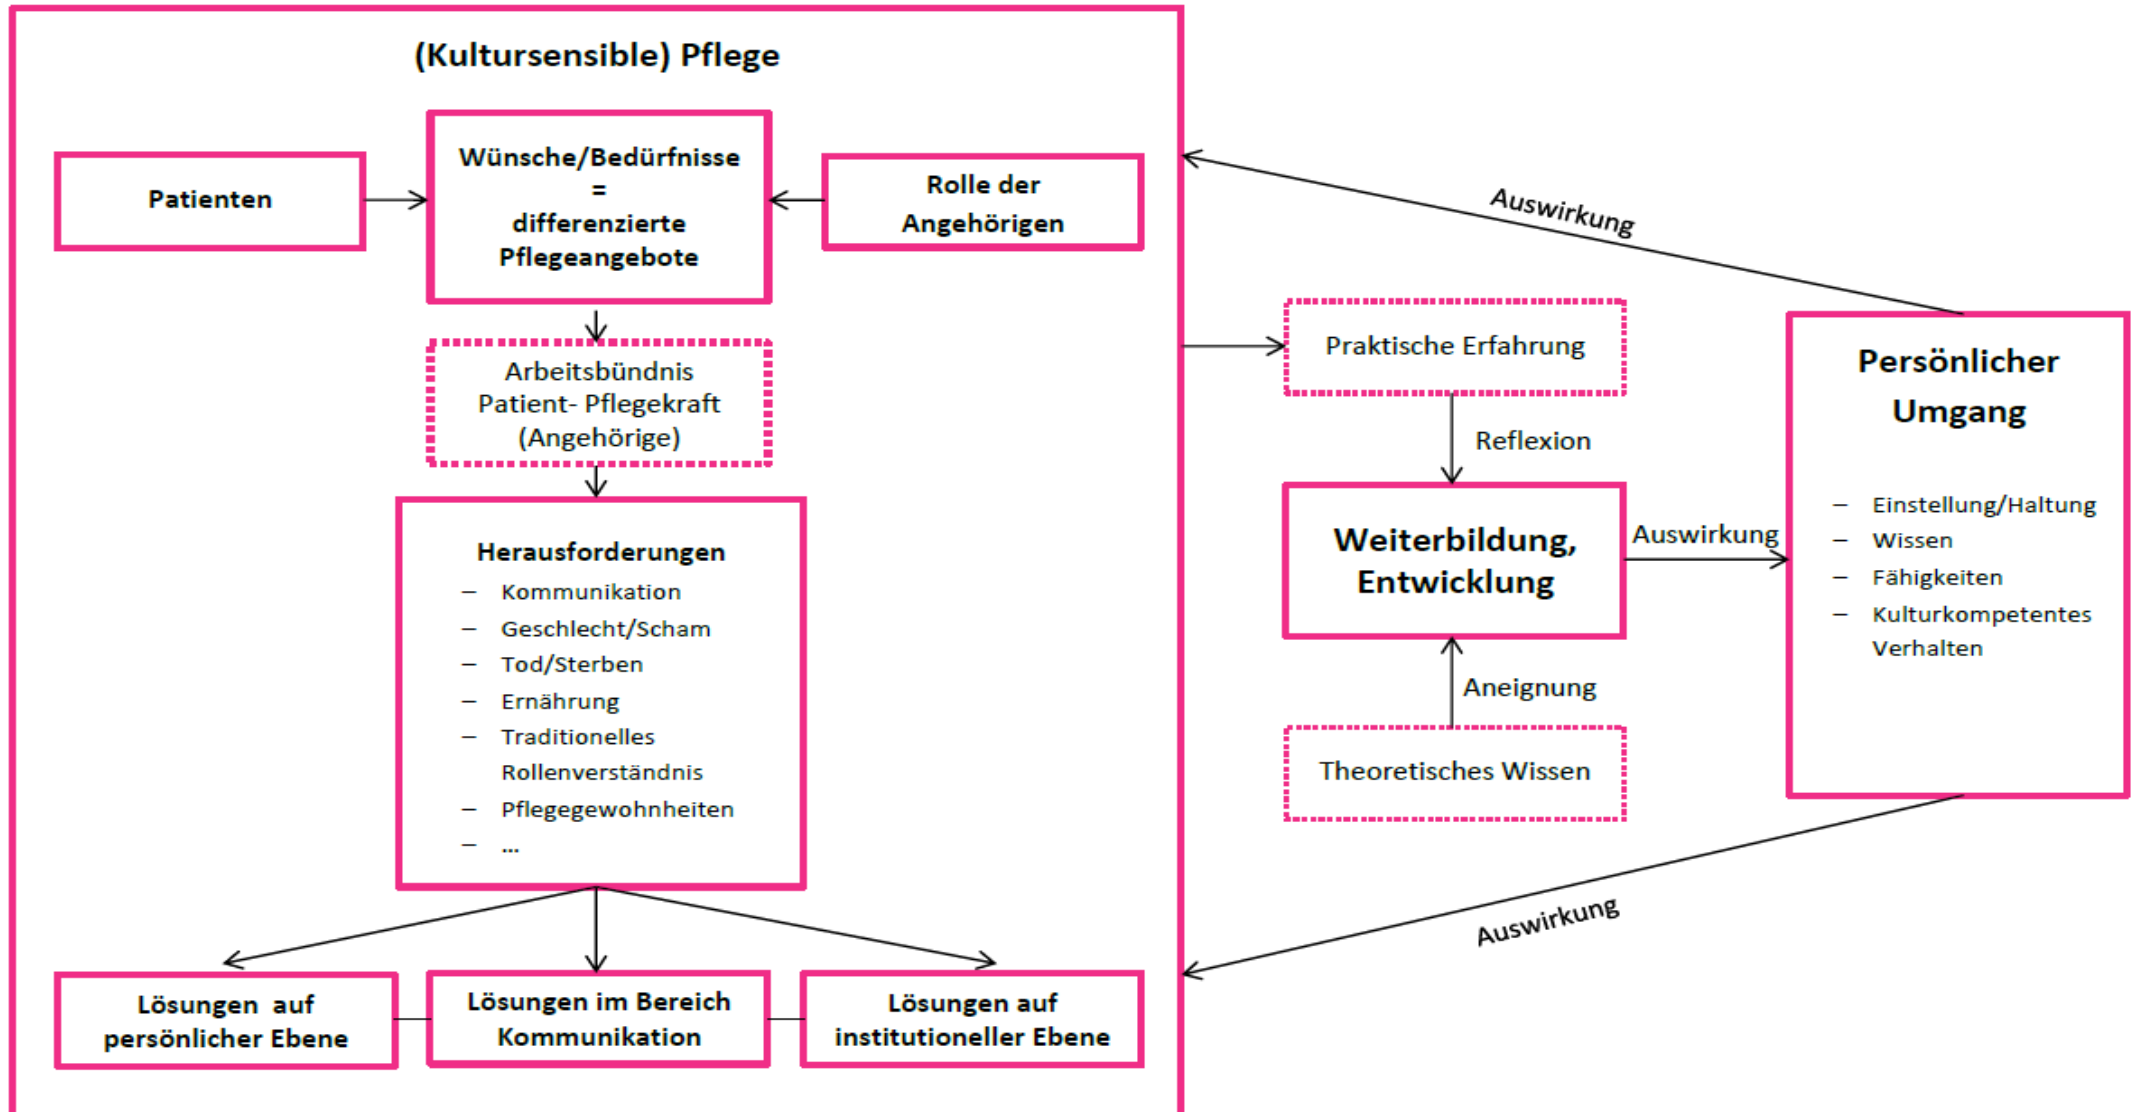 (Kultursensible) Pflege
Patienten
Wünsche/Bedürfnisse
=
differenzierte
Pflegeangebote
Rolle der
Angehörigen
Arbeitsbündnis
Patient- Pflegekraft
(Angehörige)
Herausforderungen
– Kommunikation
– Geschlecht/Scham
– Tod/Sterben
– Ernährung
– Traditionelles
Rollenverständnis
– Pflegegewohnheiten
– ...
Lösungen auf
persönlicher Ebene
Lösungen im Bereich
Kommunikation
Lösungen auf
institutioneller Ebene
Auswirkung
Praktische Erfahrung
Reflexion
Weiterbildung,
Entwicklung
Auswirkung
Aneignung
Theoretisches Wissen
Persönlicher
Umgang
– Einstellung/Haltung
– Wissen
– Fähigkeiten
– Kulturkompetentes
Verhalten
Auswirkung